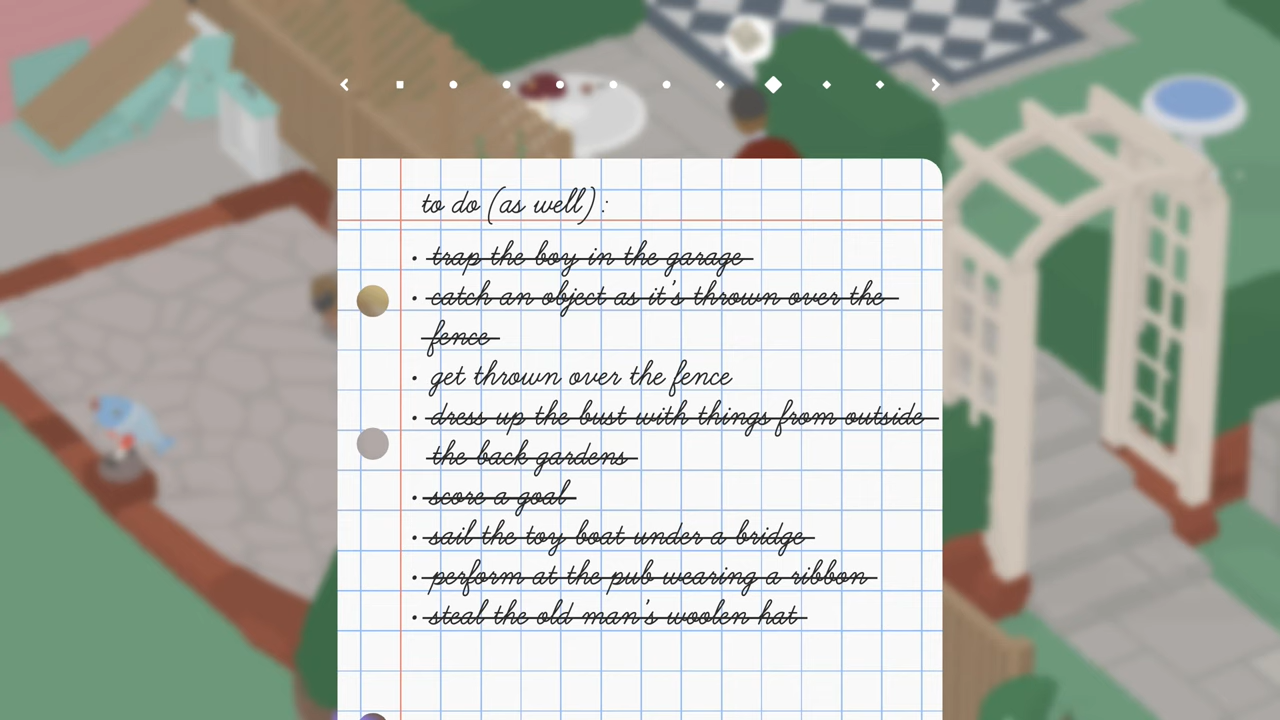 to do (as well) :
• trap the boy in the garage
• catch an object as it's thrown over the
fence
• get thrown over the fence
• dress up the bust with things from outside
the back gardens
• score a goal
• sail the toy boat under a bridge
• perform at the pub wearing a ribbon
• steal the old man's woolen hat